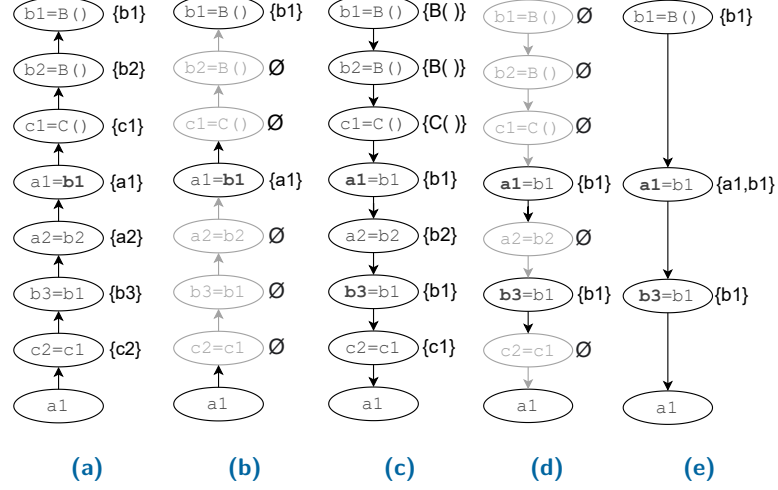 b1=B() {b1} b1=B() {b1} b1=B() {B( )} b1=B() Ø b1=B() {b1}
b2=B() {b2} b2=B() Ø b2=B() {B( )} b2=B() Ø
c1=C() {c1} c1=C() Ø c1=C() {C( )} c1=C() Ø
a1=b1 {a1} a1=b1 {a1} a1=b1 {b1} a1=b1 {b1} a1=b1 {a1,b1}
a2=b2 {a2} a2=b2 Ø a2=b2 {b2} a2=b2 Ø
b3=b1 {b3} b3=b1 Ø b3=b1 {b1} b3=b1 {b1} b3=b1 {b1}
c2=c1 {c2} c2=c1 Ø c2=c1 {c1} c2=c1 Ø
a1 a1 a1 a1 a1
(a) (b) (c) (d) (e)